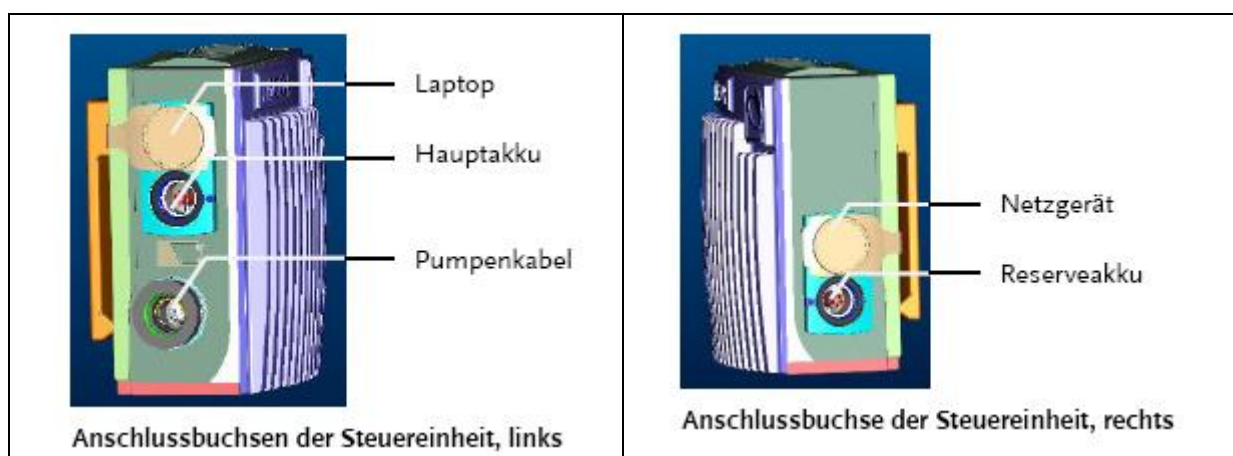 Laptop
Hauptakku
Pumpenkabel
Anschlussbuchsen der Steuereinheit, links
Netzgerät
Reserveakku
Anschlussbuchse der Steuereinheit, rechts